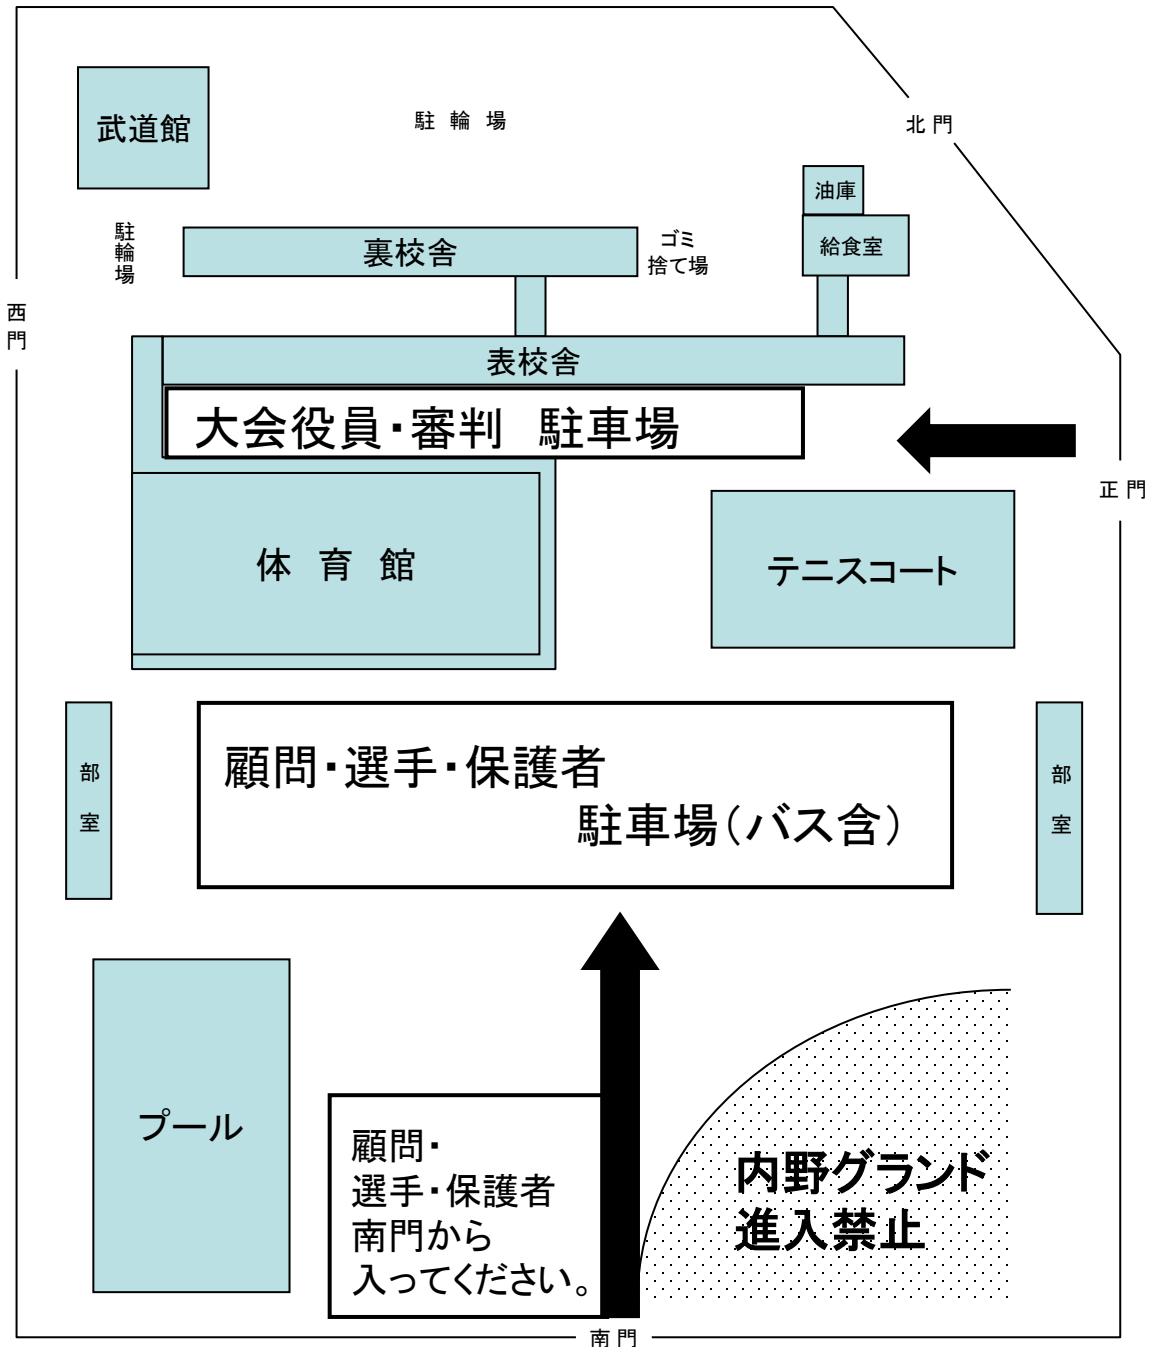 武道館
駐 輪 場
北 門
油庫
駐輪場
裏校舎
ゴミ
捨て場
給食室
西門
表校舎
大会役員・審判　駐車場
正 門
体 育 館
テニスコート
部室
顧問・選手・保護者
駐車場（バス含）
部室
プール
顧問・
選手・保護者
南門から
入ってください。
内野グランド
進入禁止
南 門